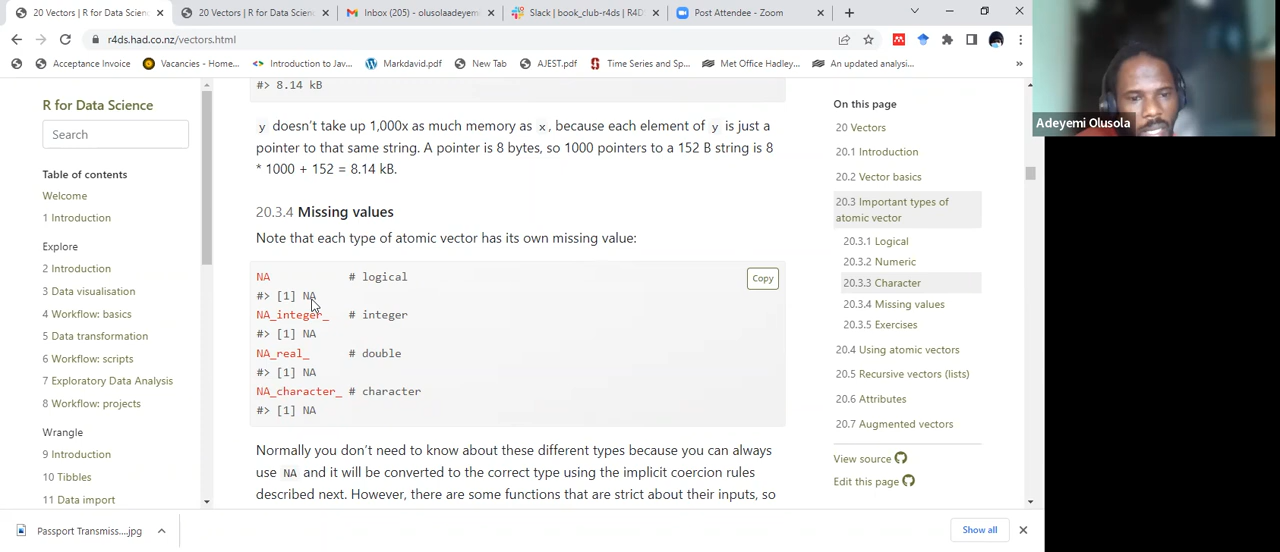 20 Vectors | R for Data Science
20 Vectors | R for Data Scienc
Inbox (205) - olusolaadeyem
Slack | book_club-r4ds | R4D
Post Attendee - Zoom
r4ds.had.co.nz/vectors.html
Acceptance Invoice
Vacancies - Home...
Introduction to Jav...
Markdavid.pdf
New Tab
AJEST.pdf
Time Series and Sp...
Met Office Hadley...
An updated analysi...
»
R for Data Science
Search
Table of contents
Welcome
1 Introduction
Explore
2 Introduction
3 Data visualisation
4 Workflow: basics
5 Data transformation
6 Workflow: scripts
7 Exploratory Data Analysis
8 Workflow: projects
Wrangle
9 Introduction
10 Tibbles
11 Data import
#> 8.14 kB
y doesn't take up 1,000x as much memory as x, because each element of y is just a
pointer to that same string. A pointer is 8 bytes, so 1000 pointers to a 152 B string is 8
* 1000 + 152 = 8.14 kB.
20.3.4 Missing values
Note that each type of atomic vector has its own missing value:
Copy
NA # logical
#> [1] NA
NA_integer_ # integer
#> [1] NA
NA_real_ # double
#> [1] NA
NA_character_ # character
#> [1] NA
Normally you don't need to know about these different types because you can always
use NA and it will be converted to the correct type using the implicit coercion rules
described next. However, there are some functions that are strict about their inputs, so
On this page
20 Vectors
20.1 Introduction
20.2 Vector basics
20.3 Important types of
atomic vector
20.3.1 Logical
20.3.2 Numeric
20.3.3 Character
20.3.4 Missing values
20.3.5 Exercises
20.4 Using atomic vectors
20.5 Recursive vectors (lists)
20.6 Attributes
20.7 Augmented vectors
View source
Edit this page
Adeyemi Olusola
Passport Transmiss....jpg
Show all